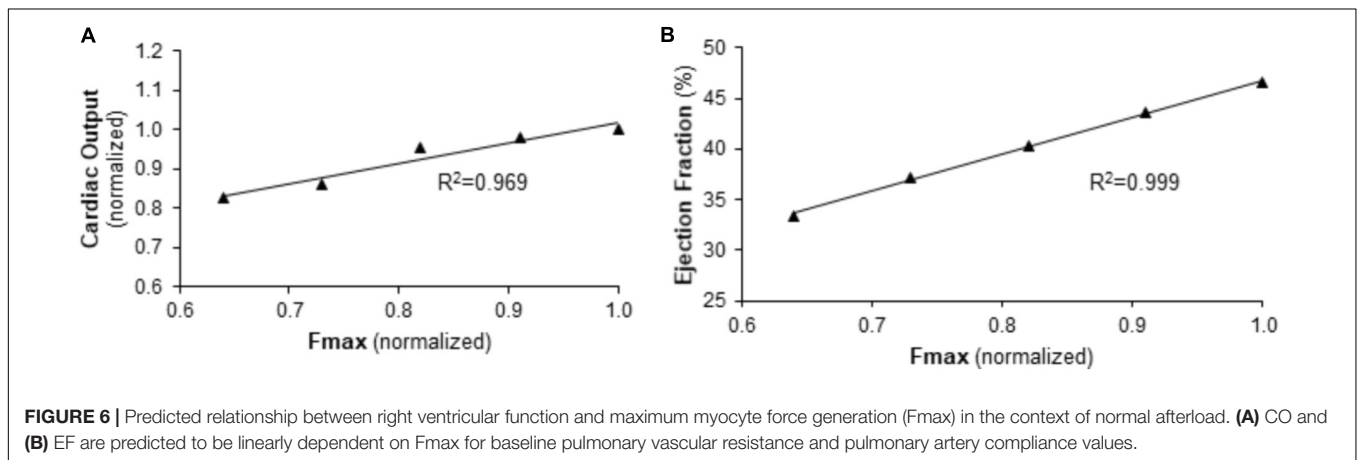 A
Cardiac Output
(normalized)
1.2
1.1
1.0
0.9
0.8
0.7
0.6
R²=0.969
0.6 0.7 0.8 0.9 1.0
Fmax (normalized)
B
Ejection Fraction (%)
50
45
40
35
30
25
R²=0.999
0.6 0.7 0.8 0.9 1.0
Fmax (normalized)
FIGURE 6 | Predicted relationship between right ventricular function and maximum myocyte force generation (Fmax) in the context of normal afterload. (A) CO and
(B) EF are predicted to be linearly dependent on Fmax for baseline pulmonary vascular resistance and pulmonary artery compliance values.